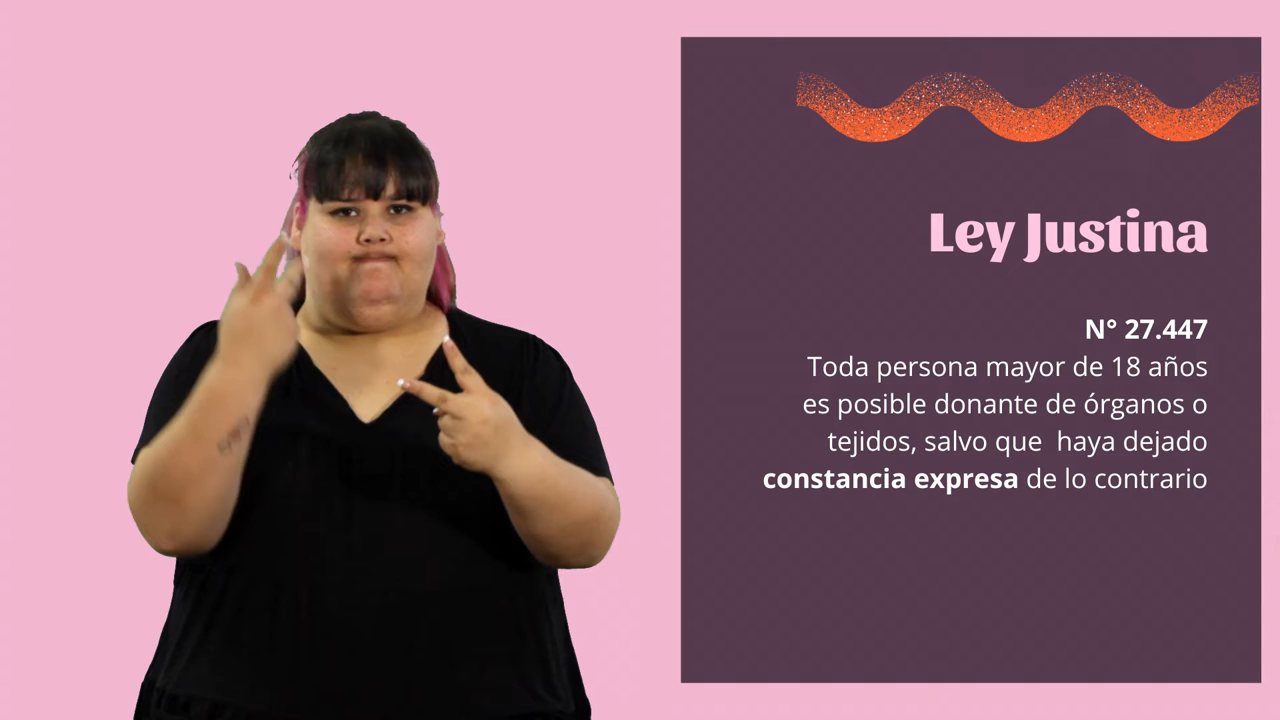 Ley Justina
N° 27.447
Toda persona mayor de 18 años
es posible donante de órganos o
tejidos, salvo que  haya dejado
constancia expresa de lo contrario